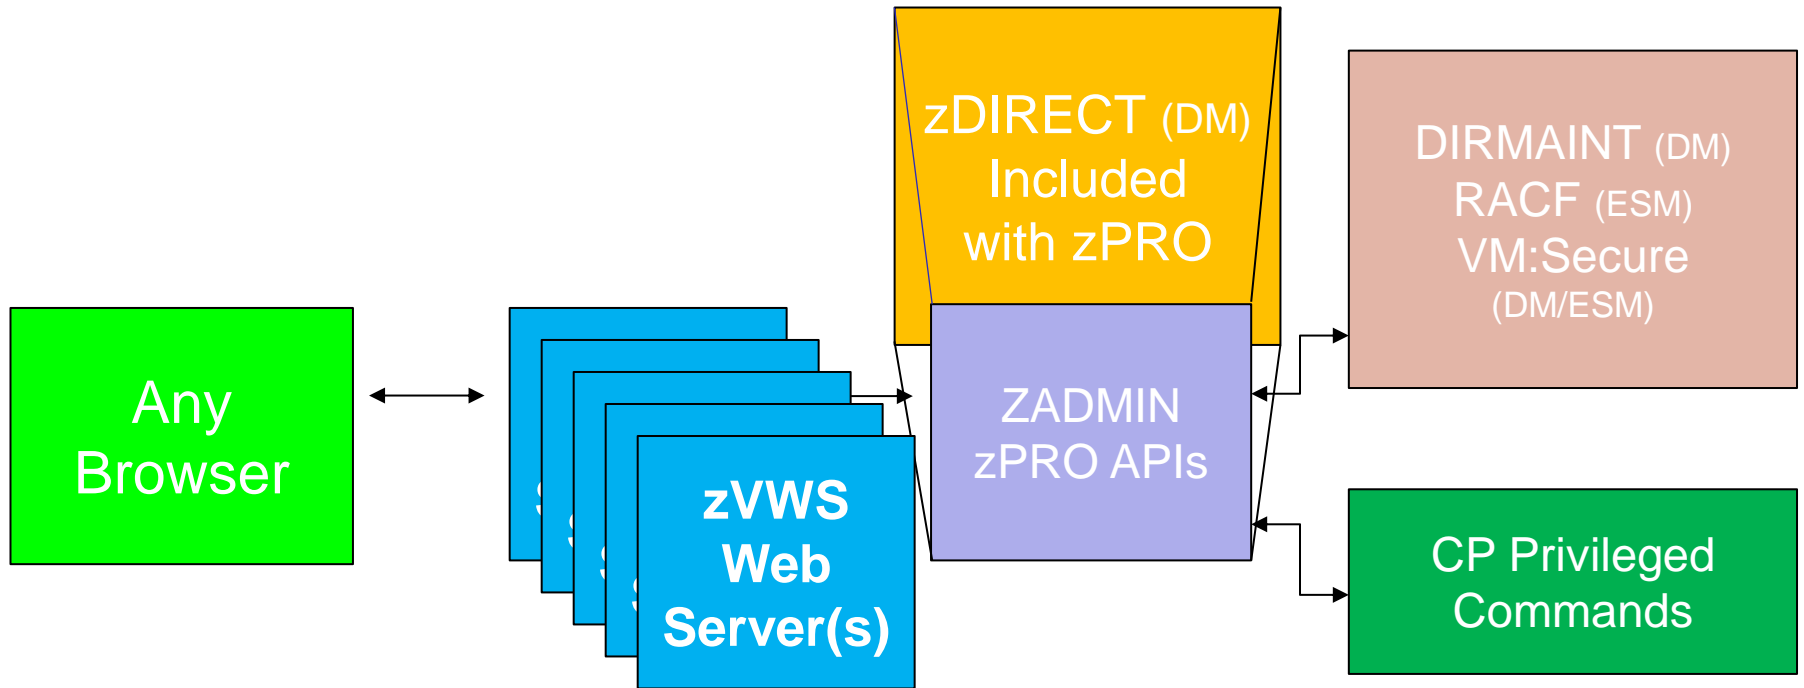 Any
Browser
zVWS
Web
Server(s)
zDIRECT (DM)
Included
with zPRO
ZADMIN
zPRO APIs
DIRMAINT (DM)
RACF (ESM)
VM:Secure
(DM/ESM)
CP Privileged
Commands